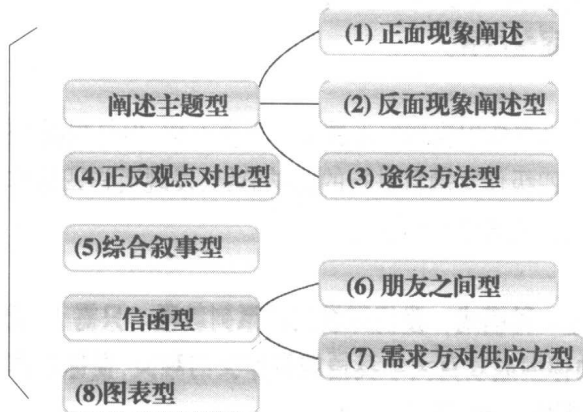 阐述主题型
(1) 正面现象阐述
(2) 反面现象阐述型
(3) 途径方法型
(4)正反观点对比型
(5)综合叙事型
信函型
(6) 朋友之间型
(7) 需求方对供应方型
(8)图表型